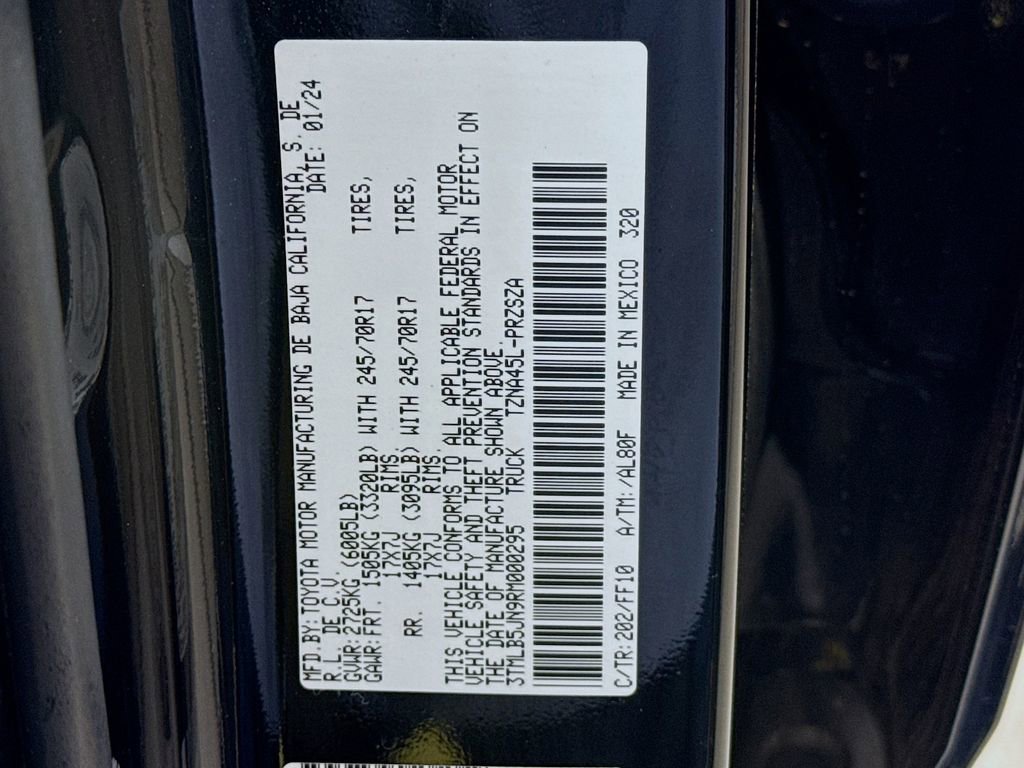 MFD.BY:TOYOTA MOTOR MANUFACTURING DE BAJA CALIFORNIA, S. DE
R.L. DE C.V. DATE: 01/24
GVWR:2725KG (6005LB)
GAWR:FRT. 1505KG (3320LB) WITH 245/70R17 TIRES,
17X7J RIMS,
RR. 1405KG (3095LB) WITH 245/70R17 TIRES,
17X7J RIMS.
THIS VEHICLE CONFORMS TO ALL APPLICABLE FEDERAL MOTOR
VEHICLE SAFETY AND THEFT PREVENTION STANDARDS IN EFFECT ON
THE DATE OF MANUFACTURE SHOWN ABOVE.
3TMLB5JN9RM000295 TRUCK TZNA45L-PRZSZA
C/TR:202/FF10 A/TM:/AL80F MADE IN MEXICO 320